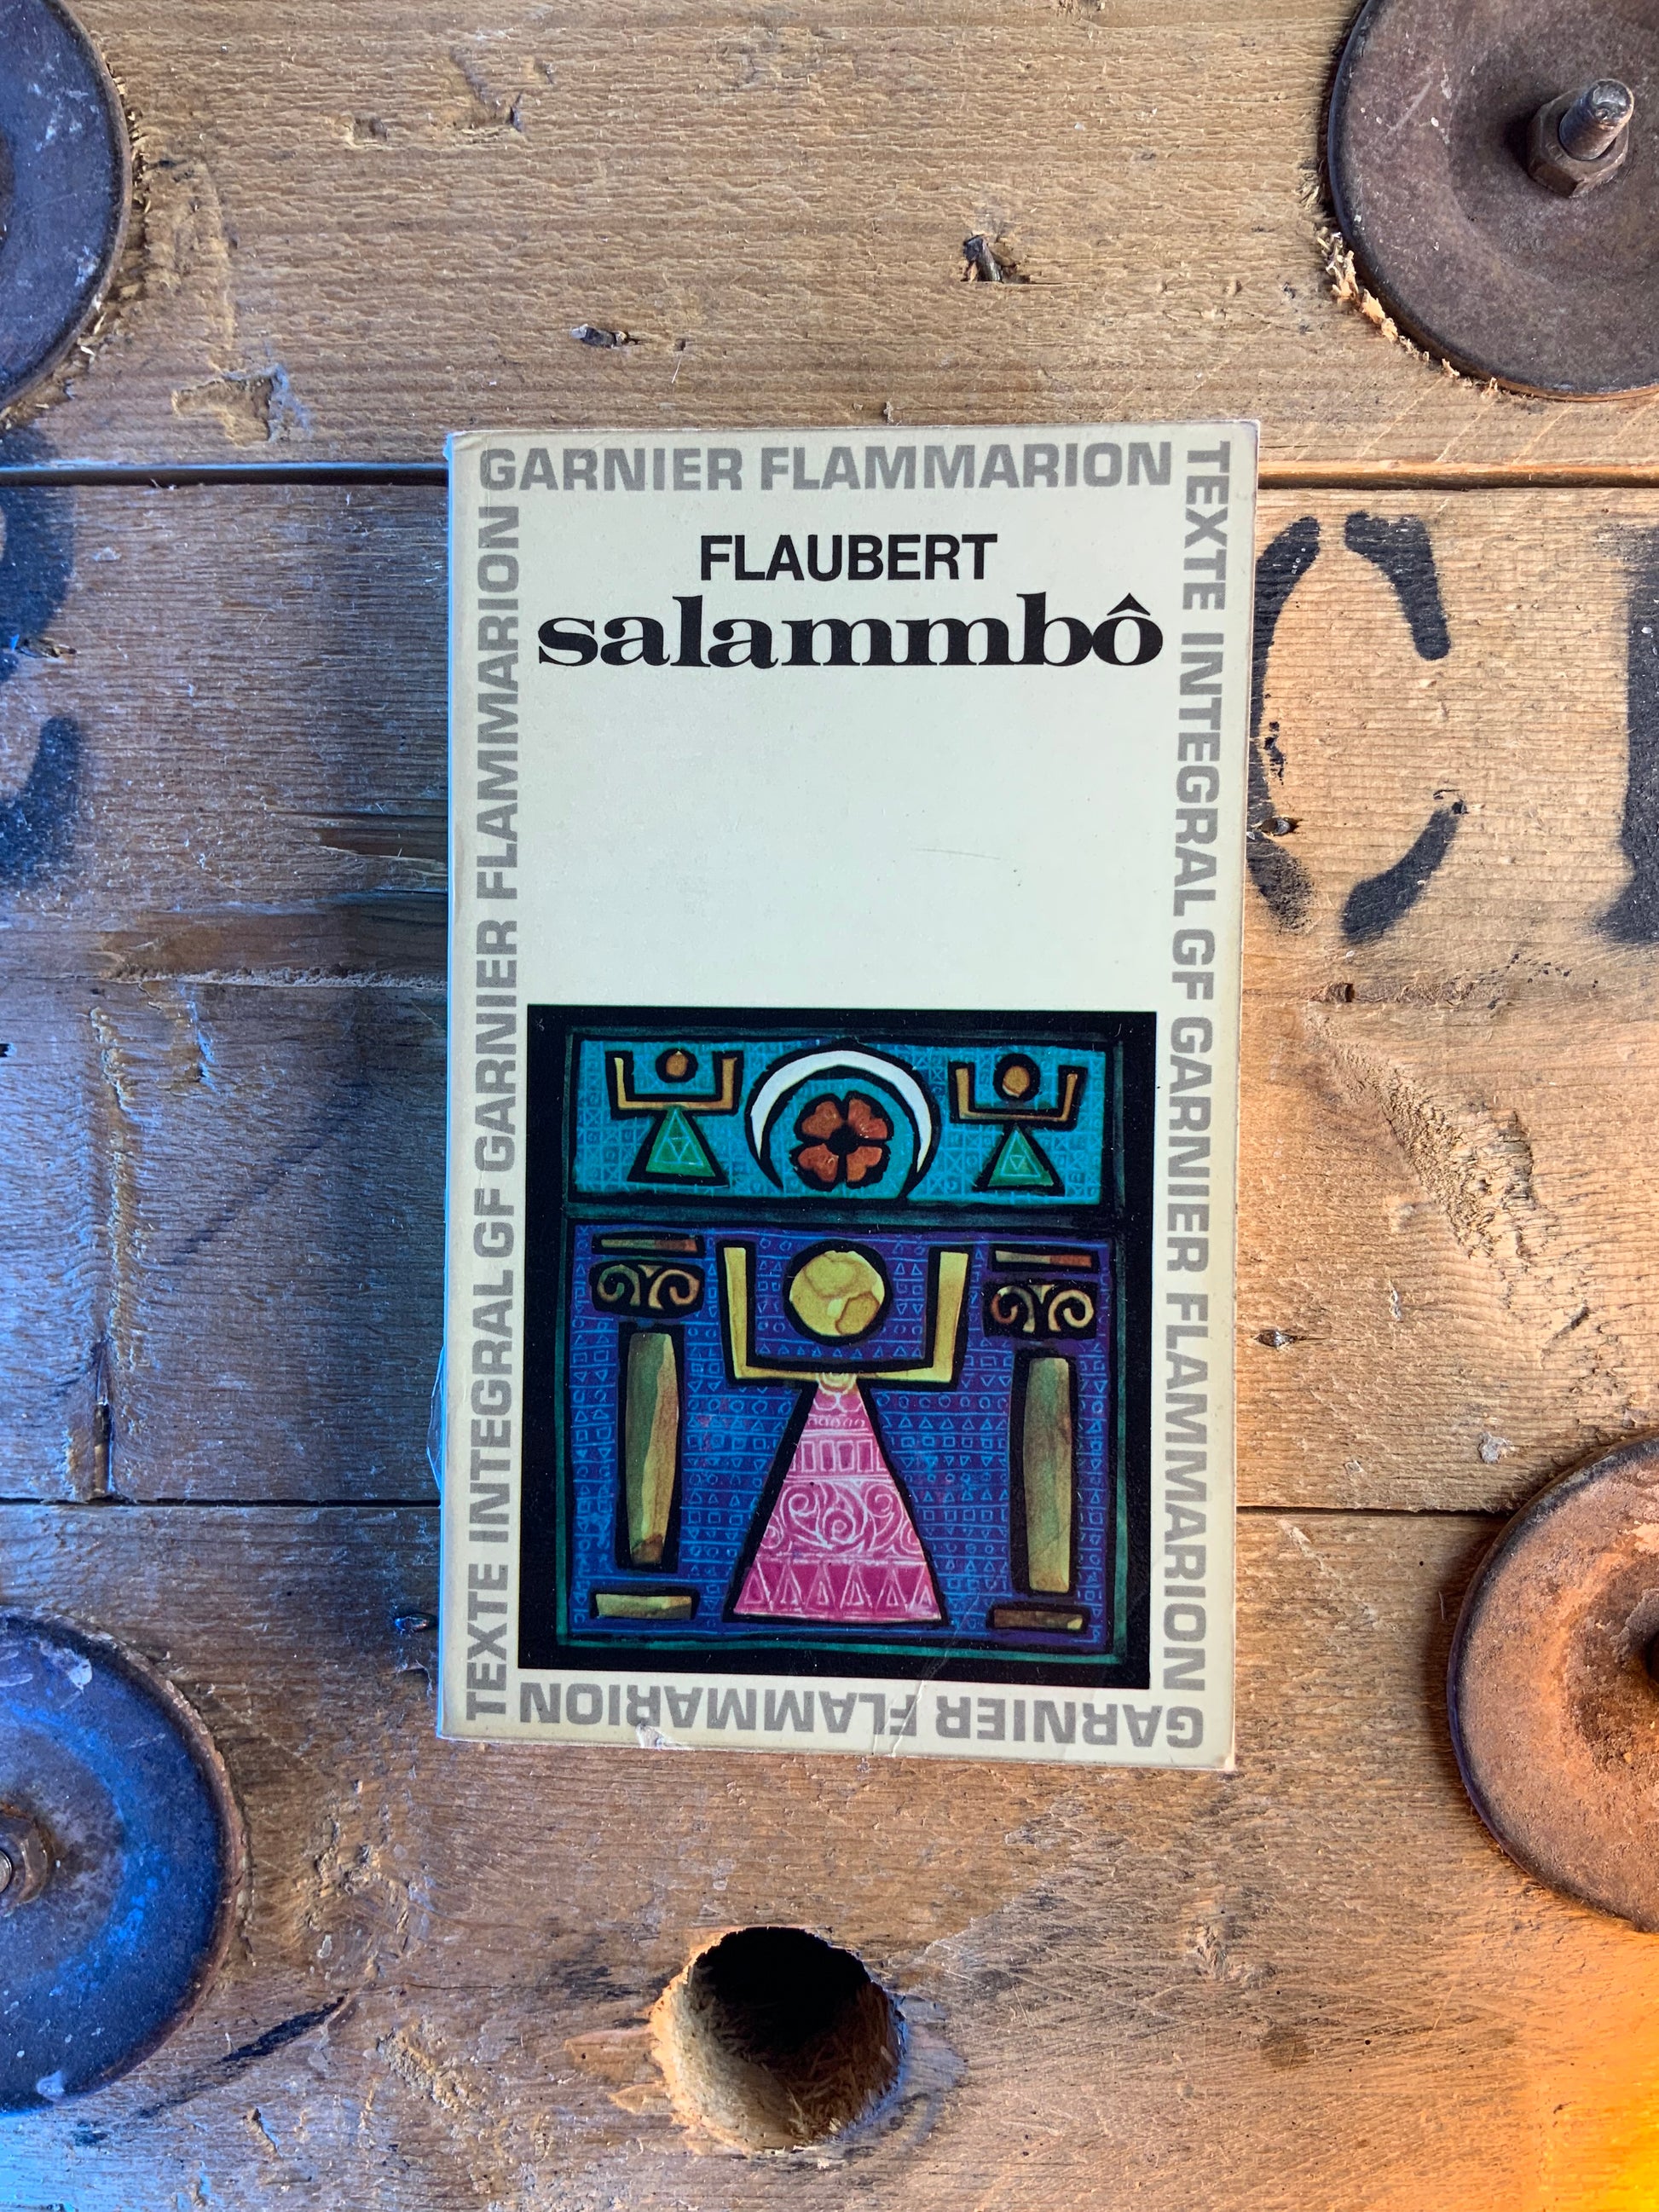 GARNIER FLAMMARION
TEXTE INTEGRAL GF GARNIER FLAMMARION
FLAUBERT
salammbô
TEXTE INTEGRAL GF GARNIER FLAMMARION
GARNIER FLAMMARION
C